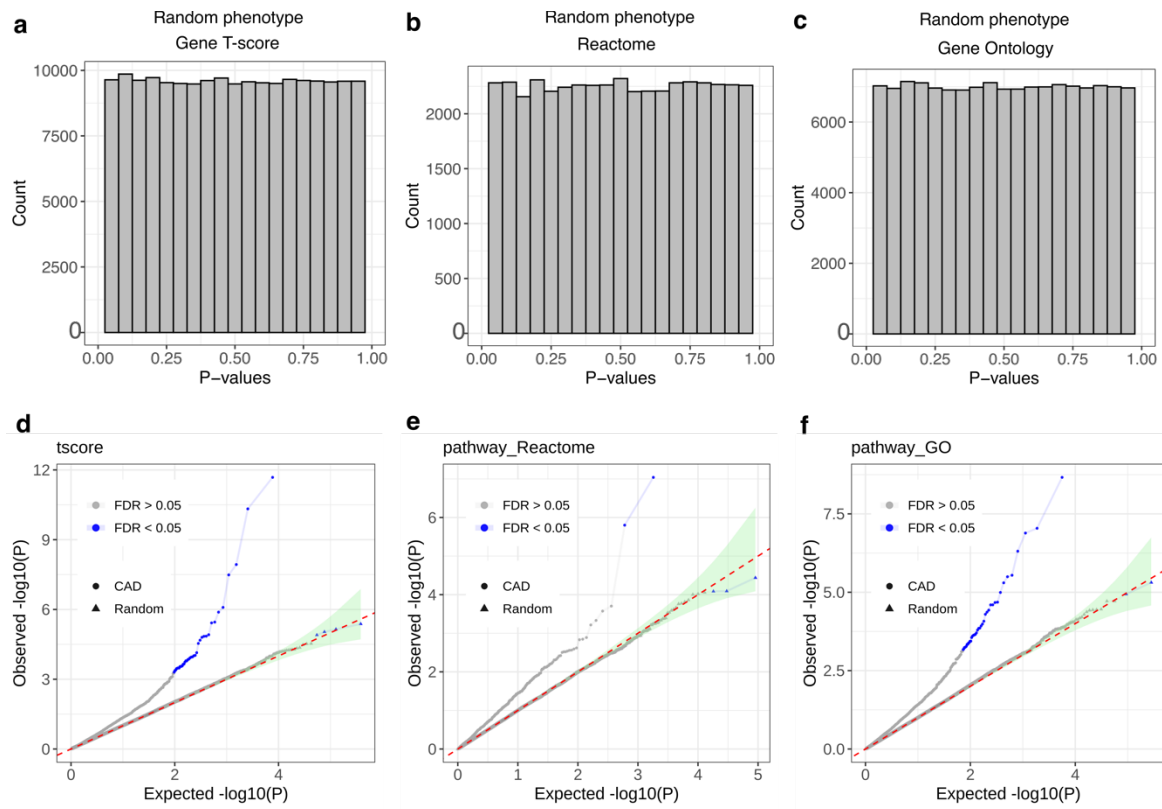 a
Random phenotype
Gene T-score
Count
10000
7500
5000
2500
0
0.00 0.25 0.50 0.75 1.00
P−values
b
Random phenotype
Reactome
Count
2000
1500
1000
500
0
0.00 0.25 0.50 0.75 1.00
P−values
c
Random phenotype
Gene Ontology
Count
6000
4000
2000
0
0.00 0.25 0.50 0.75 1.00
P−values
d
tscore
Observed -log10(P)
12
9
6
3
0
FDR > 0.05
FDR < 0.05
CAD
Random
0 2 4
Expected -log10(P)
e
pathway_Reactome
Observed -log10(P)
6
4
2
0
FDR > 0.05
FDR < 0.05
CAD
Random
0 1 2 3 4 5
Expected -log10(P)
f
pathway_GO
Observed -log10(P)
7.5
5.0
2.5
0.0
FDR > 0.05
FDR < 0.05
CAD
Random
0 2 4
Expected -log10(P)